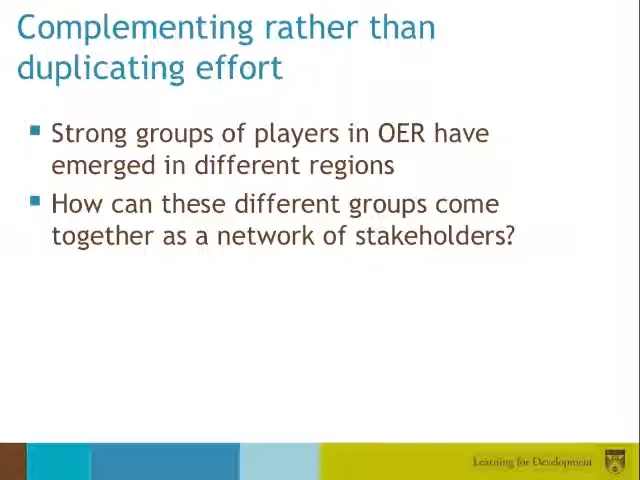 Complementing rather than
duplicating effort
Strong groups of players in OER have
emerged in different regions
How can these different groups come
together as a network of stakeholders?
Learning for Development